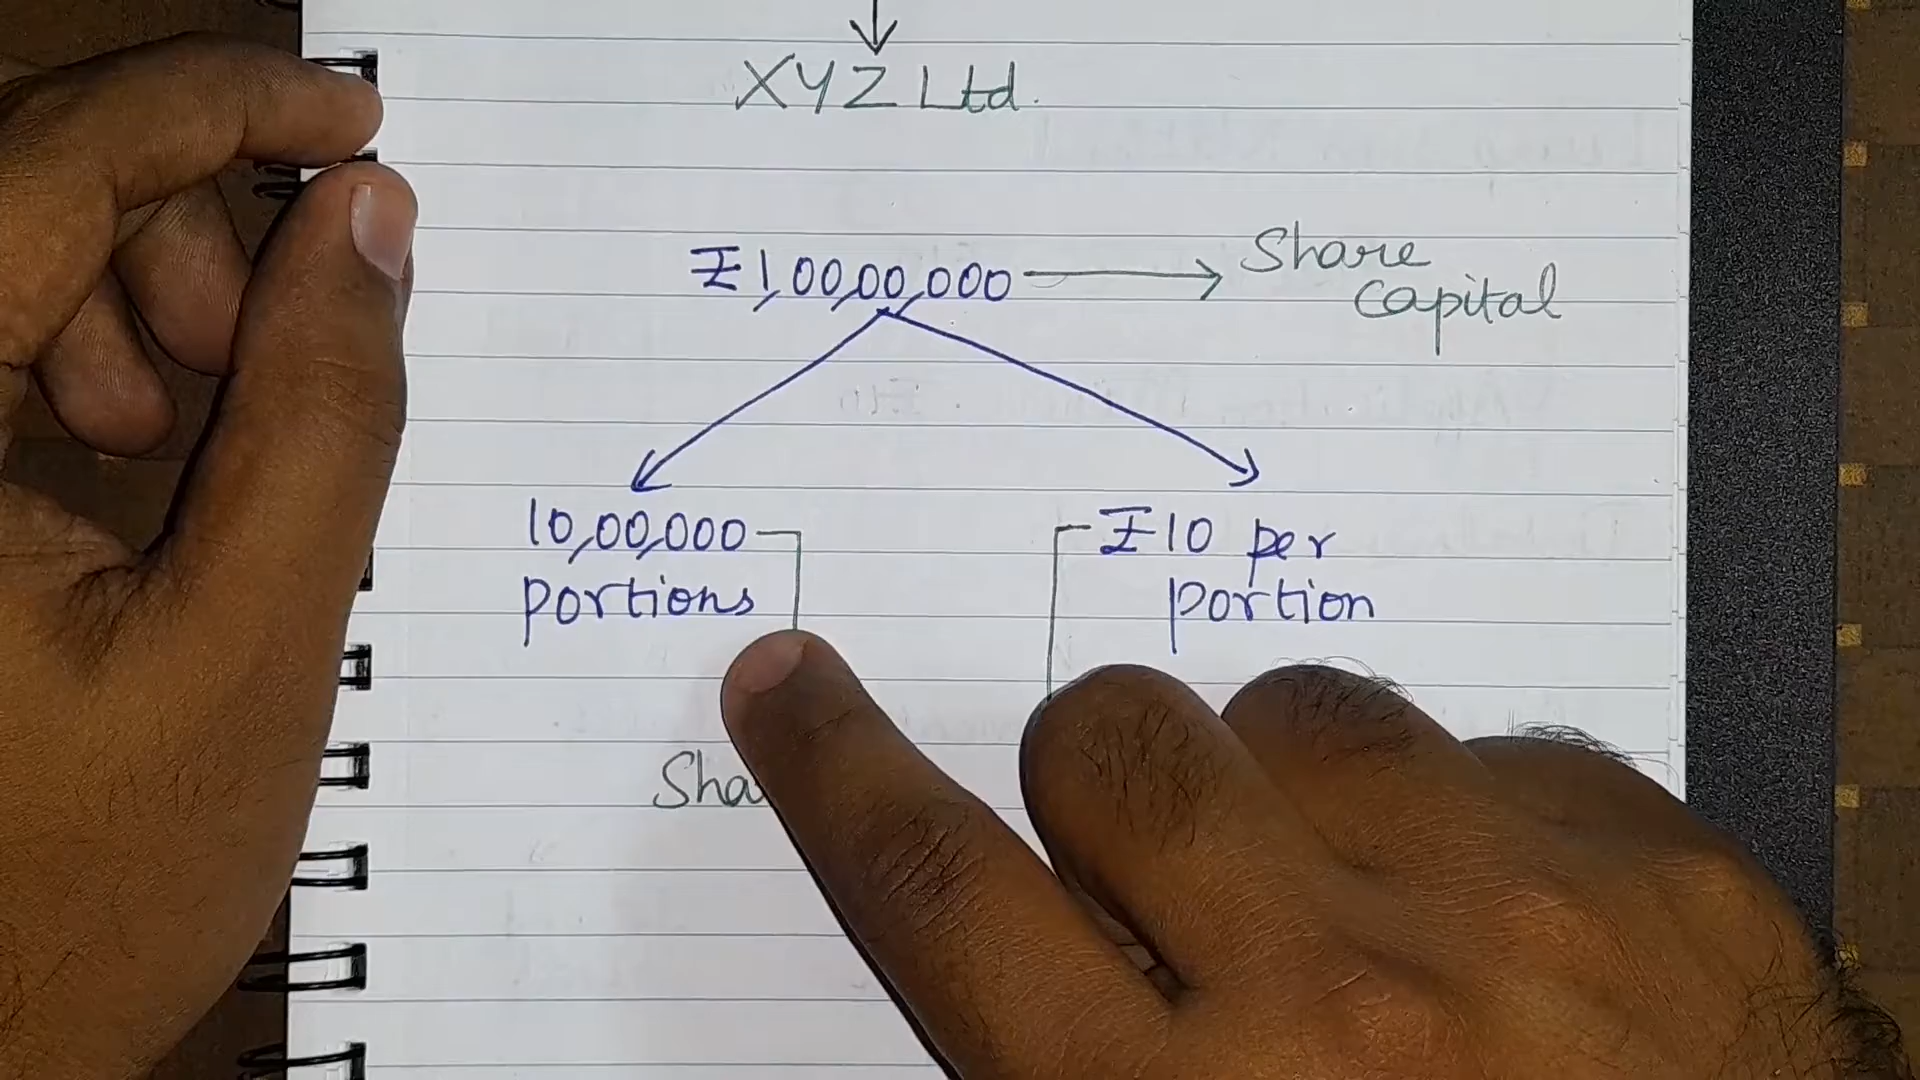 XYZ Ltd.
₹1,00,00,000
Share
Capital
10,00,000
portions
₹10 per
portion